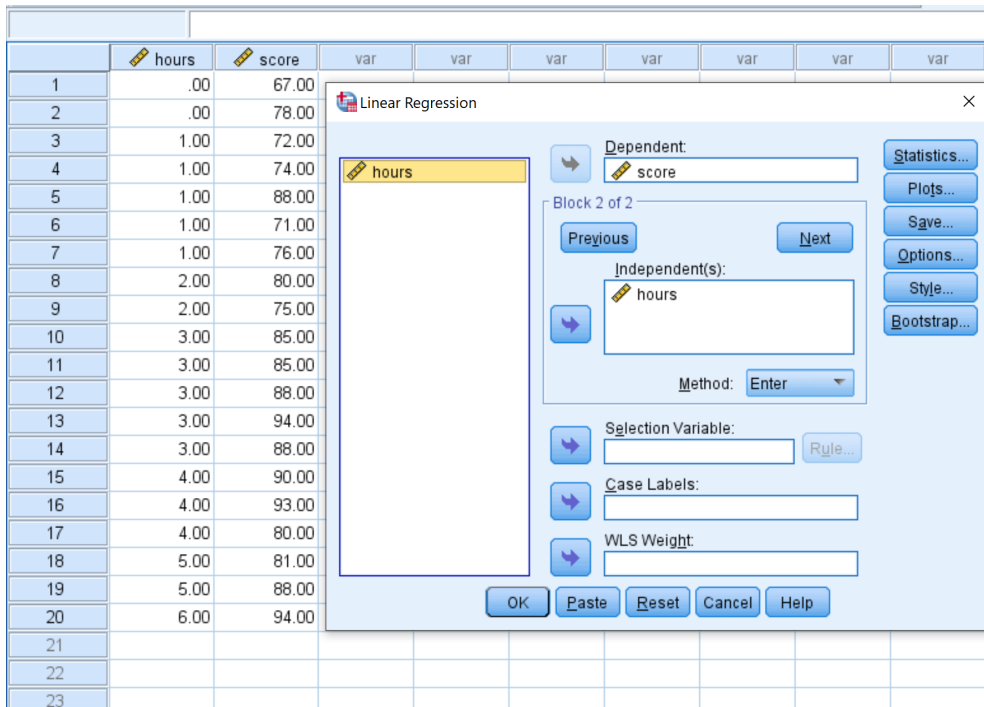 hours score var var var var var var var
1 .00 67.00
2 .00 78.00
3 1.00 72.00
4 1.00 74.00
5 1.00 88.00
6 1.00 71.00
7 1.00 76.00
8 2.00 80.00
9 2.00 75.00
10 3.00 85.00
11 3.00 85.00
12 3.00 88.00
13 3.00 94.00
14 3.00 88.00
15 4.00 90.00
16 4.00 93.00
17 4.00 80.00
18 5.00 81.00
19 5.00 88.00
20 6.00 94.00
21
22
23
Linear Regression
hours
Dependent:
score
Block 2 of 2
Previous Next
Independent(s):
hours
Method: Enter
Selection Variable:
Rule...
Case Labels:
WLS Weight:
Statistics...
Plots...
Save...
Options...
Style...
Bootstrap...
OK Paste Reset Cancel Help